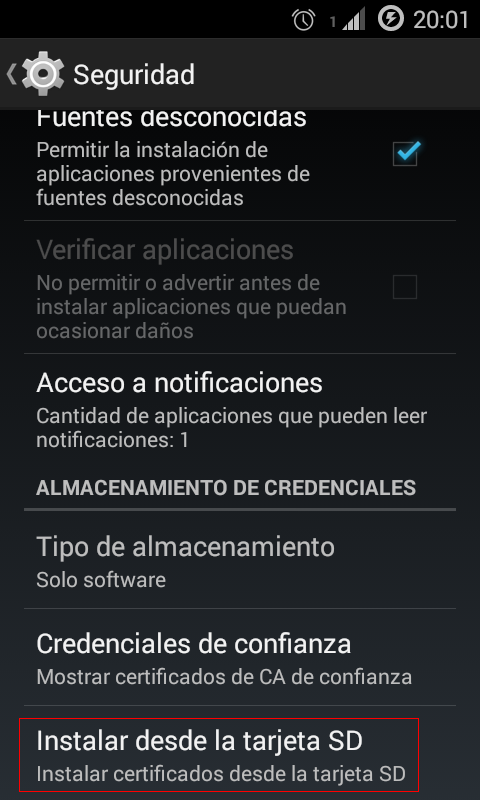 1 20:01
Seguridad
Fuentes desconocidas
Permitir la instalación de
aplicaciones provenientes de
fuentes desconocidas
Verificar aplicaciones
No permitir o advertir antes de
instalar aplicaciones que puedan
ocasionar daños
Acceso a notificaciones
Cantidad de aplicaciones que pueden leer
notificaciones: 1
ALMACENAMIENTO DE CREDENCIALES
Tipo de almacenamiento
Solo software
Credenciales de confianza
Mostrar certificados de CA de confianza
Instalar desde la tarjeta SD
Instalar certificados desde la tarjeta SD